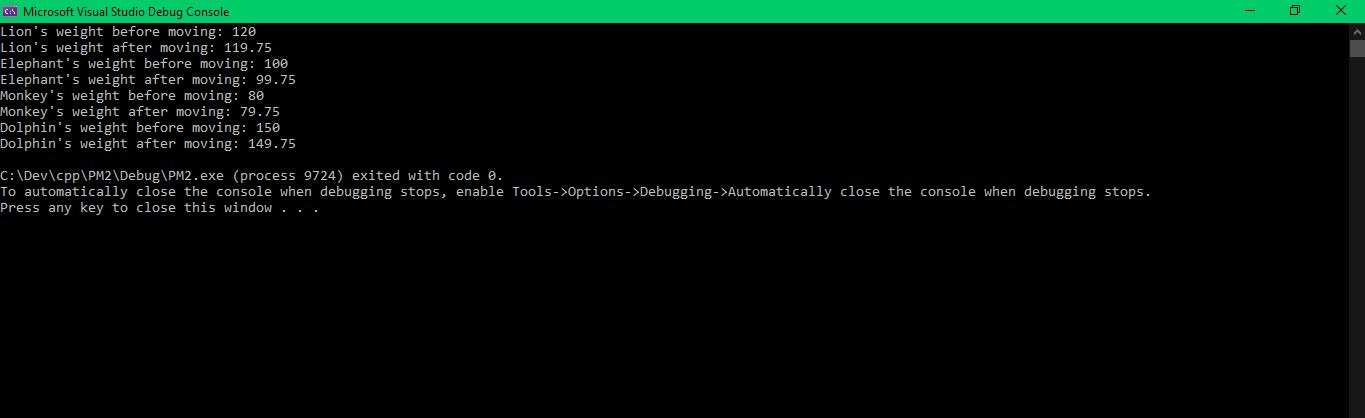 Microsoft Visual Studio Debug Console
Lion's weight before moving: 120
Lion's weight after moving: 119.75
Elephant's weight before moving: 100
Elephant's weight after moving: 99.75
Monkey's weight before moving: 80
Monkey's weight after moving: 79.75
Dolphin's weight before moving: 150
Dolphin's weight after moving: 149.75
C:\Dev\cpp\PM2\Debug\PM2.exe (process 9724) exited with code 0.
To automatically close the console when debugging stops, enable Tools->Options->Debugging->Automatically close the console when debugging stops.
Press any key to close this window . . .